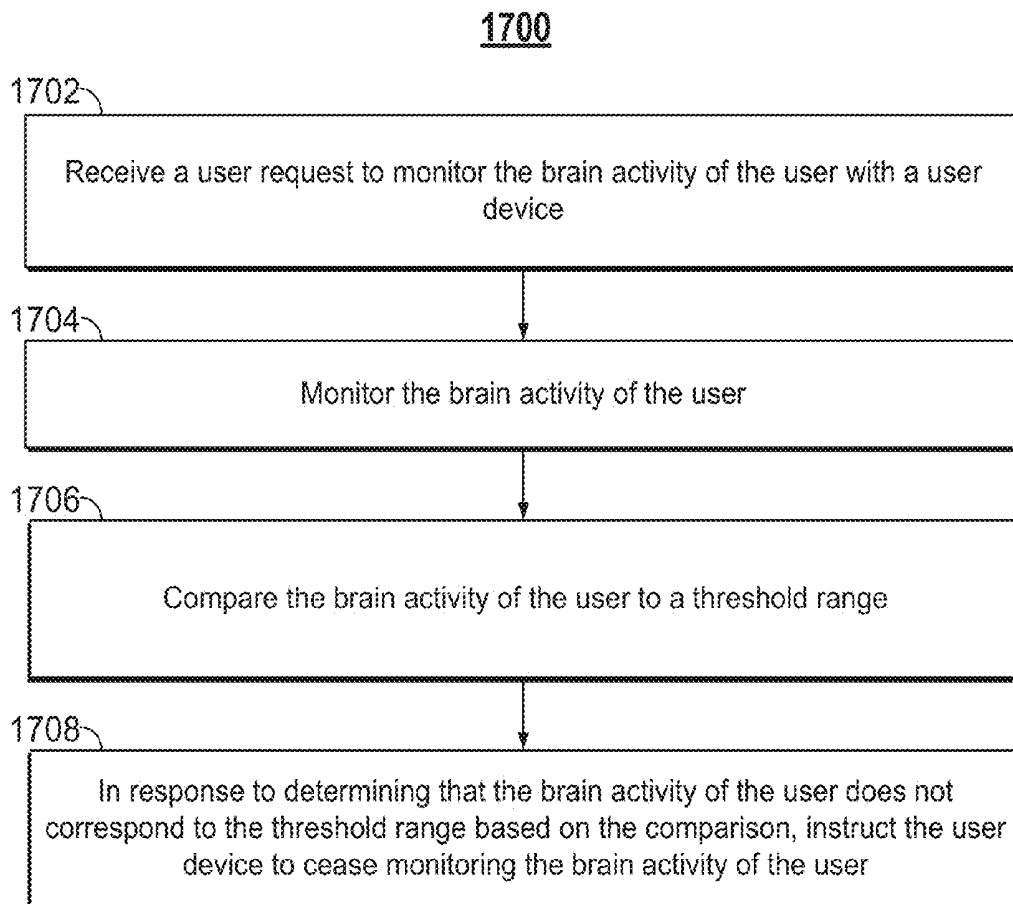 1700
1702
Receive a user request to monitor the brain activity of the user with a user
device
1704
Monitor the brain activity of the user
1706
Compare the brain activity of the user to a threshold range
1708
In response to determining that the brain activity of the user does not
correspond to the threshold range based on the comparison, instruct the user
device to cease monitoring the brain activity of the user